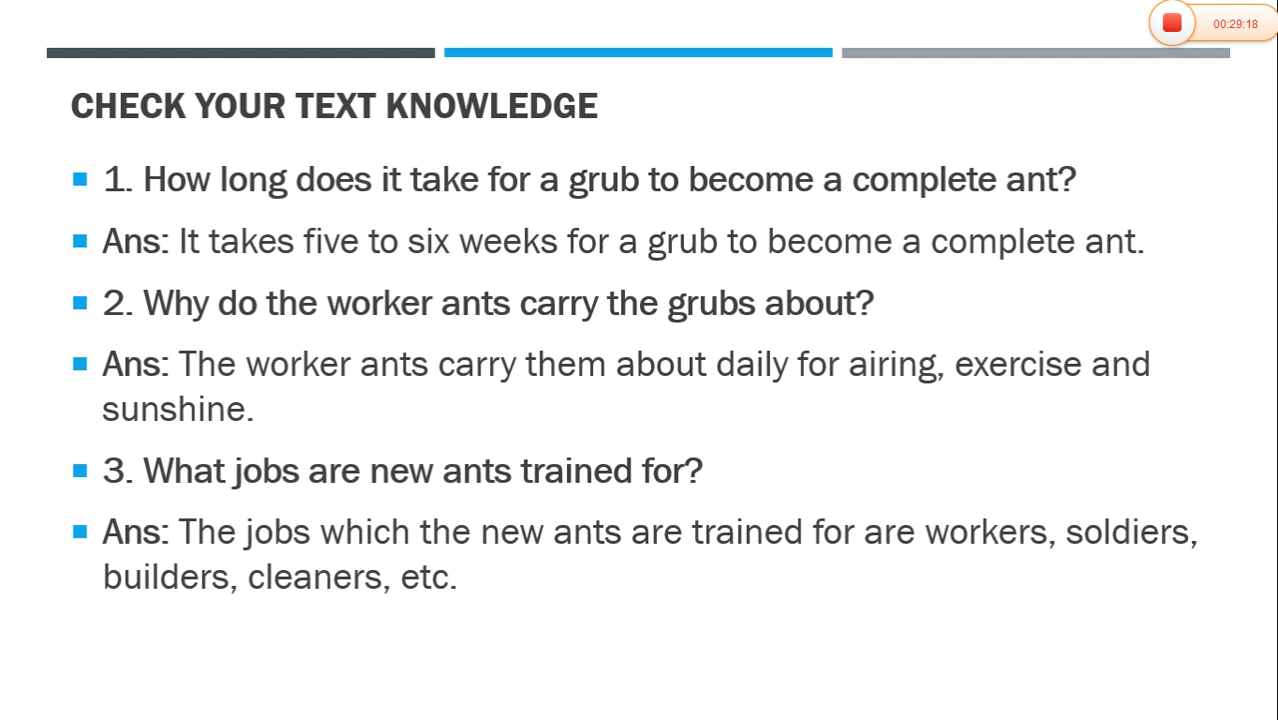 00:29:18
CHECK YOUR TEXT KNOWLEDGE
1. How long does it take for a grub to become a complete ant?
Ans: It takes five to six weeks for a grub to become a complete ant.
2. Why do the worker ants carry the grubs about?
Ans: The worker ants carry them about daily for airing, exercise and
sunshine.
3. What jobs are new ants trained for?
Ans: The jobs which the new ants are trained for are workers, soldiers,
builders, cleaners, etc.